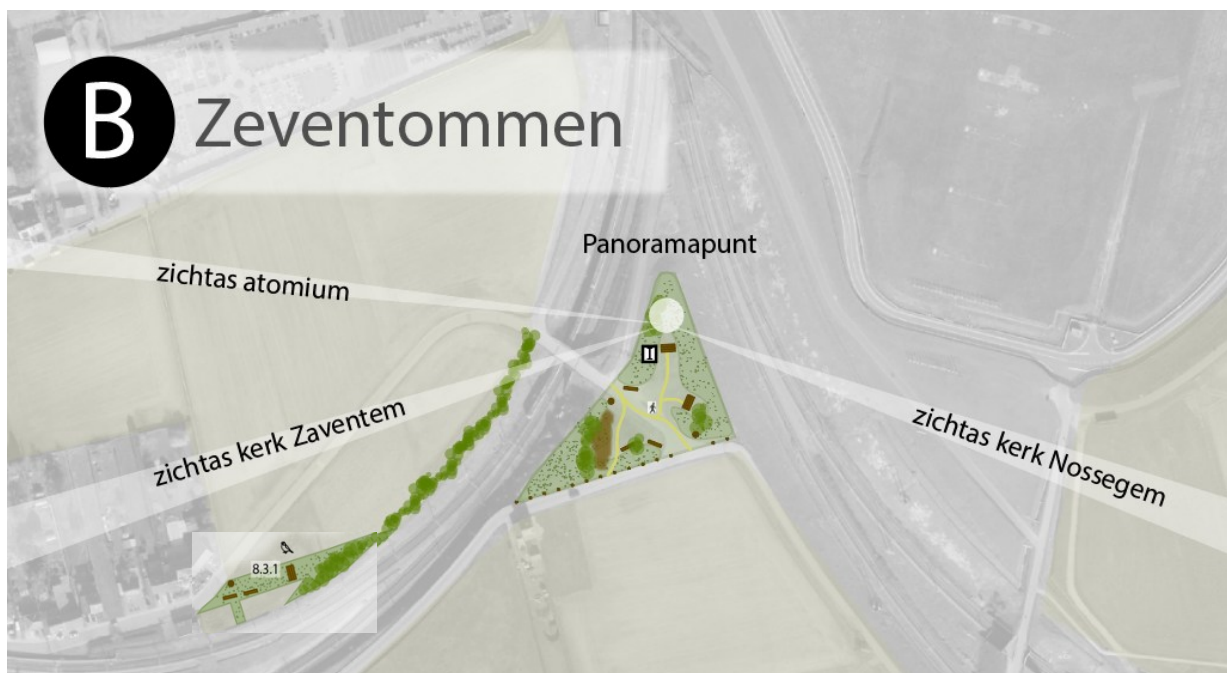 B Zeventommen
Panoramapunt
zichtas atomium
zichtas kerk Zaventem
zichtas kerk Nossegem
8.3.1